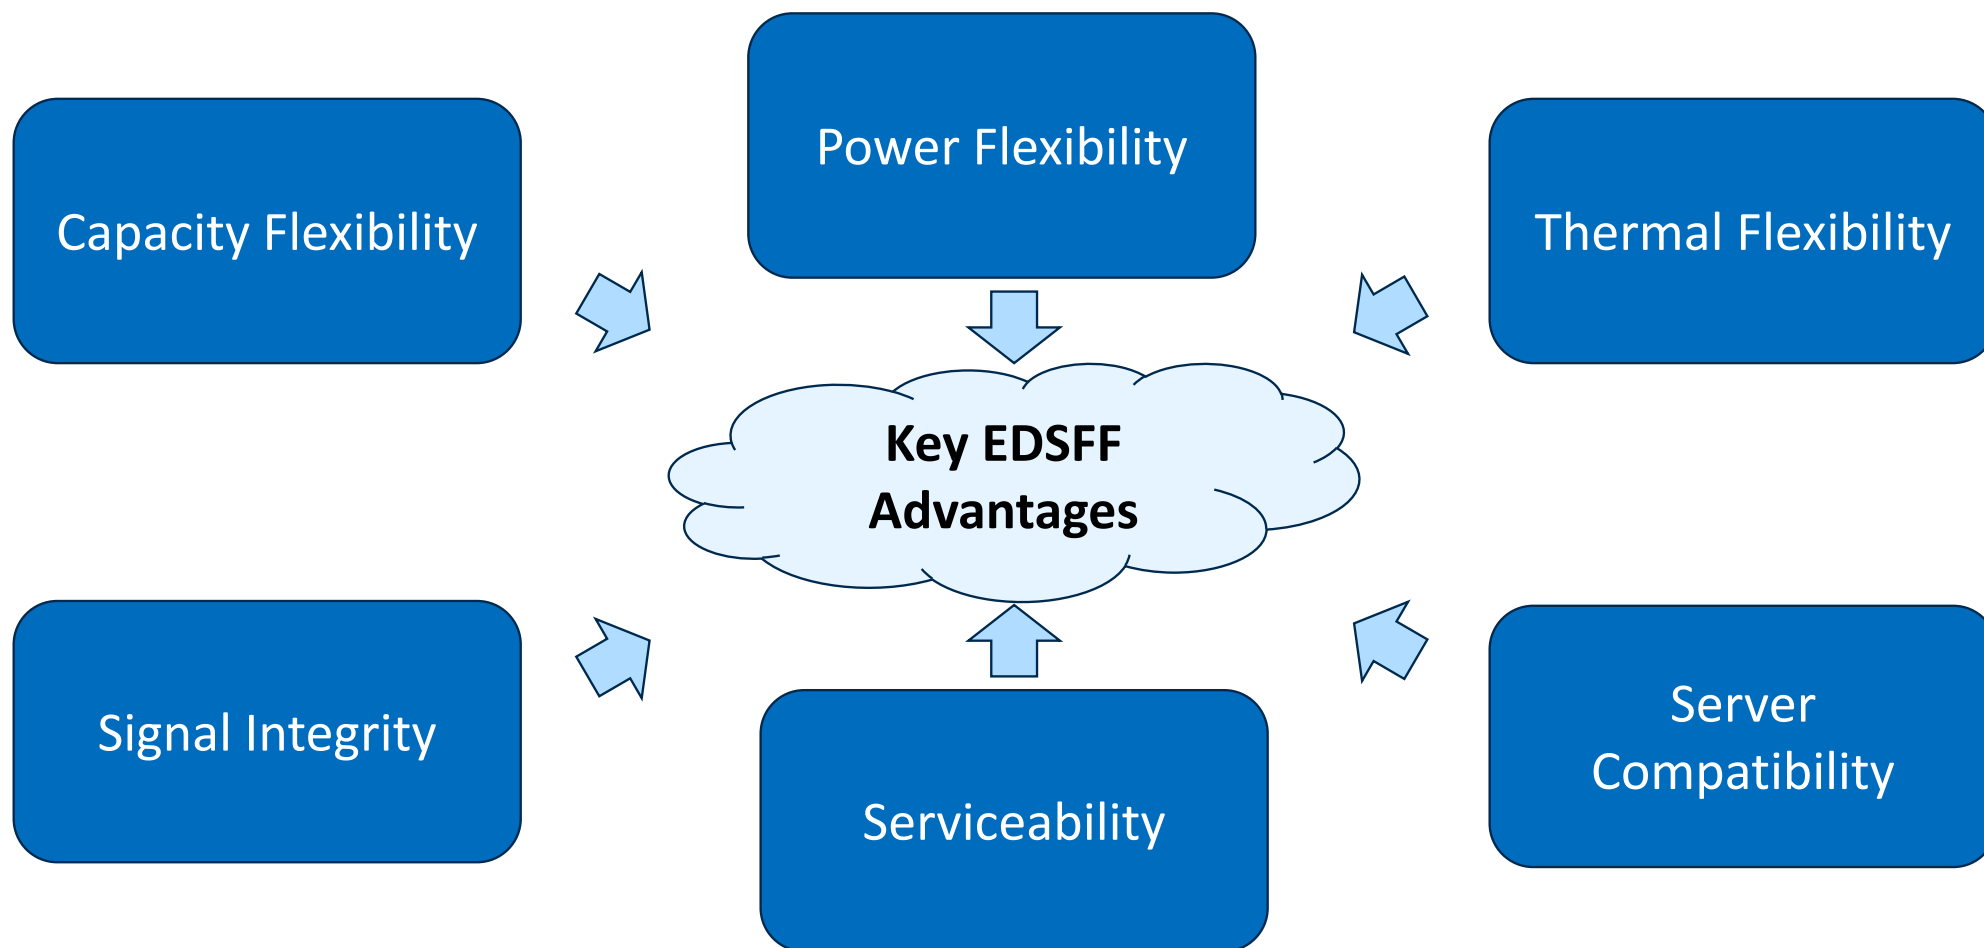 Power Flexibility
Capacity Flexibility
Thermal Flexibility
Key EDSFF
Advantages
Signal Integrity
Server
Compatibility
Serviceability